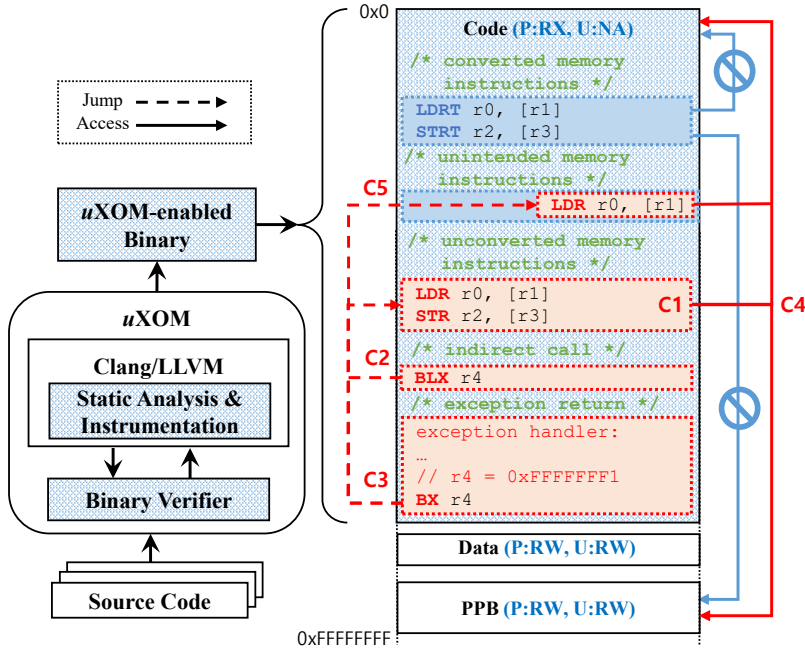 0x0
Code (P:RX, U:NA)
/* converted memory
instructions */
LDRT r0, [r1]
STRT r2, [r3]
/* unintended memory
instructions */
LDR r0, [r1]
/* unconverted memory
instructions */
LDR r0, [r1]
STR r2, [r3]
C1
/* indirect call */
BLX r4
/* exception return */
exception handler:
…
// r4 = 0xFFFFFFF1
BX r4
Data (P:RW, U:RW)
PPB (P:RW, U:RW)
0xFFFFFFFF
C5
C2
C3
C4
Jump
Access
uXOM-enabled
Binary
uXOM
Clang/LLVM
Static Analysis &
Instrumentation
Binary Verifier
Source Code